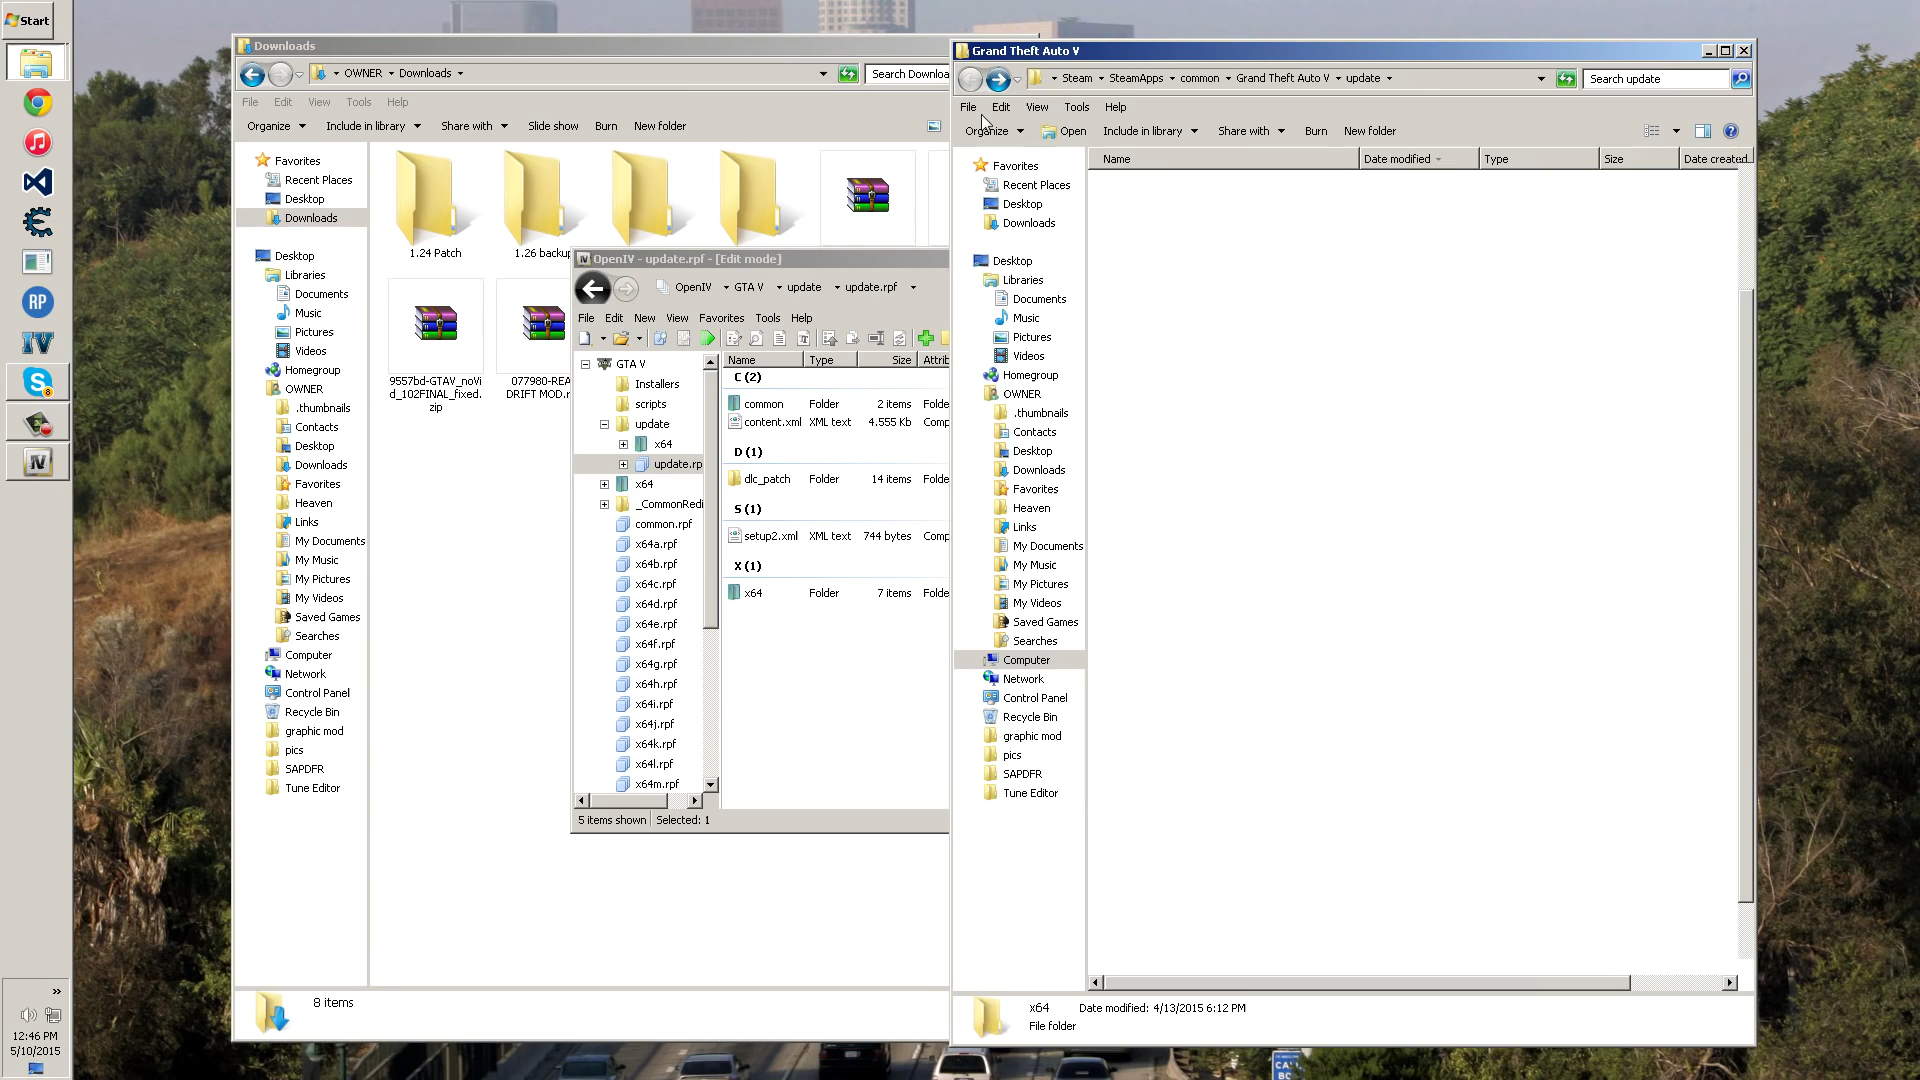 Start
RP
IV
»
12:46 PM
5/10/2015
Downloads
OWNER Downloads
Search Downloa
File Edit View Tools Help
Organize Include in library Share with Slide show Burn New folder
Favorites
Recent Places
Desktop
Downloads
Desktop
Libraries
Documents
Music
Pictures
Videos
Homegroup
OWNER
.thumbnails
Contacts
Desktop
Downloads
Favorites
Heaven
Links
My Documents
My Music
My Pictures
My Videos
Saved Games
Searches
Computer
Network
Control Panel
Recycle Bin
graphic mod
pics
SAPDFR
Tune Editor
1.24 Patch
1.26 backup
9557bd-GTAV_noVi
d_102FINAL_fixed.
zip
077980-REA
DRIFT MOD.r
8 items
OpenIV - update.rpf - [Edit mode]
OpenIV GTA V update update.rpf
File Edit New View Favorites Tools Help
GTA V
Installers
scripts
update
x64
update.rp
x64
_CommonRedi
common.rpf
x64a.rpf
x64b.rpf
x64c.rpf
x64d.rpf
x64e.rpf
x64f.rpf
x64g.rpf
x64h.rpf
x64i.rpf
x64j.rpf
x64k.rpf
x64l.rpf
x64m.rpf
Name Type Size Attrib
C (2)
common Folder 2 items Folde
content.xml XML text 4.555 Kb Comp
D (1)
dlc_patch Folder 14 items Folde
S (1)
setup2.xml XML text 744 bytes Comp
X (1)
x64 Folder 7 items Folde
5 items shown Selected: 1
Grand Theft Auto V
Steam SteamApps common Grand Theft Auto V update
Search update
File Edit View Tools Help
Organize Open Include in library Share with Burn New folder
Name Date modified Type Size Date created
Favorites
Recent Places
Desktop
Downloads
Desktop
Libraries
Documents
Music
Pictures
Videos
Homegroup
OWNER
.thumbnails
Contacts
Desktop
Downloads
Favorites
Heaven
Links
My Documents
My Music
My Pictures
My Videos
Saved Games
Searches
Computer
Network
Control Panel
Recycle Bin
graphic mod
pics
SAPDFR
Tune Editor
x64 Date modified: 4/13/2015 6:12 PM
File folder